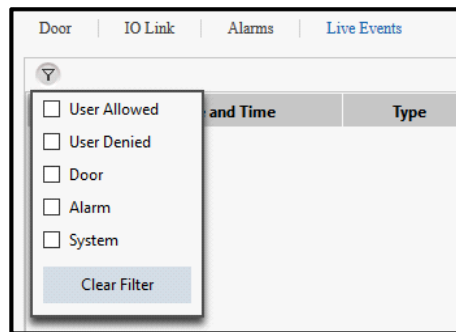 Door IO Link Alarms Live Events
and Time Type
User Allowed
User Denied
Door
Alarm
System
Clear Filter